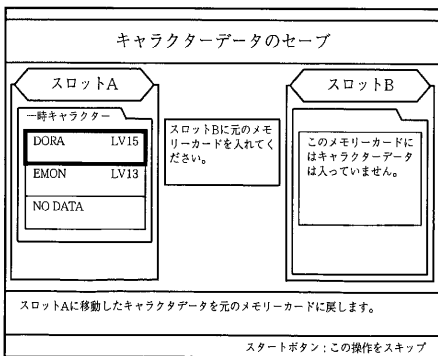 キャラクターデータのセーブ
スロットA
一時キャラクター
DORA LV15
EMON LV13
NO DATA
スロットBに元のメモ
リーカードを入れてく
ださい。
スロットB
このメモリーカードに
はキャラクターデータ
は入っていません。
スロットAに移動したキャラクタデータを元のメモリーカードに戻します。
スタートボタン：この操作をスキップ